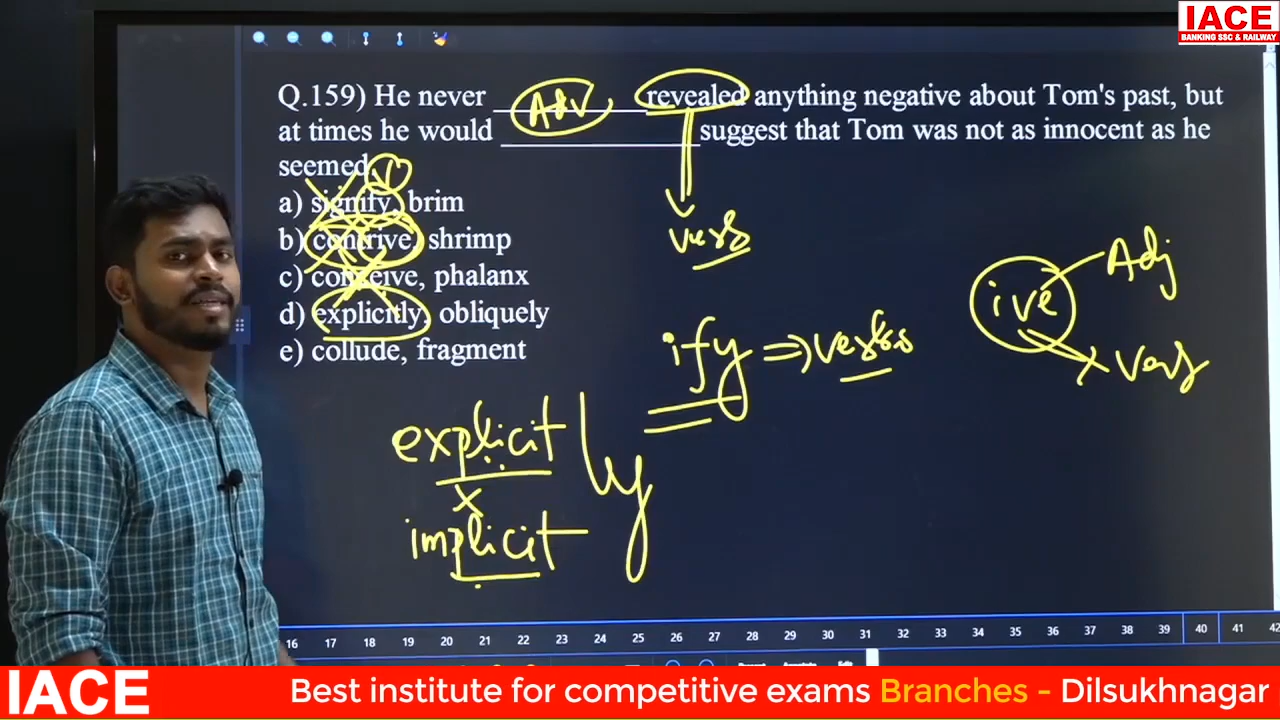 IACE
BANKING SSC & RAILWAY
Q.159) He never ______ revealed anything negative about Tom's past, but
Adv
at times he would ______ suggest that Tom was not as innocent as he
seemed.
V
a) signify, brim
b) contrive, shrimp
c) conceive, phalanx
d) explicitly, obliquely
e) collude, fragment
verb
ive
Adj
verb
ify ⇒ verbs
explicit ly
x
implicit
16 17 18 19 20 21 22 23 24 25 26 27 28 29 30 31 32 33 34 35 36 37 38 39 40 41 42
IACE
Best institute for competitive exams Branches - Dilsukhnagar